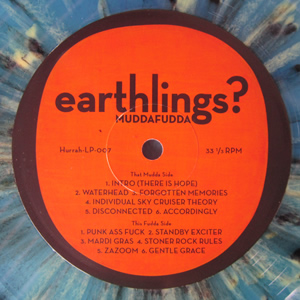 earthlings?
MUDDAFUDDA
Hurrah-LP-007 33 ⅓ RPM
That Mudda Side
1. INTRO (THERE IS HOPE)
2. WATERHEAD 3. FORGOTTEN MEMORIES
4. INDIVIDUAL SKY CRUISER THEORY
5. DISCONNECTED 6. ACCORDINGLY
This Fudda Side
1. PUNK ASS FUCK 2. STANDBY EXCITER
3. MARDI GRAS 4. STONER ROCK RULES
5. ZAZOOM 6. GENTLE GRACE